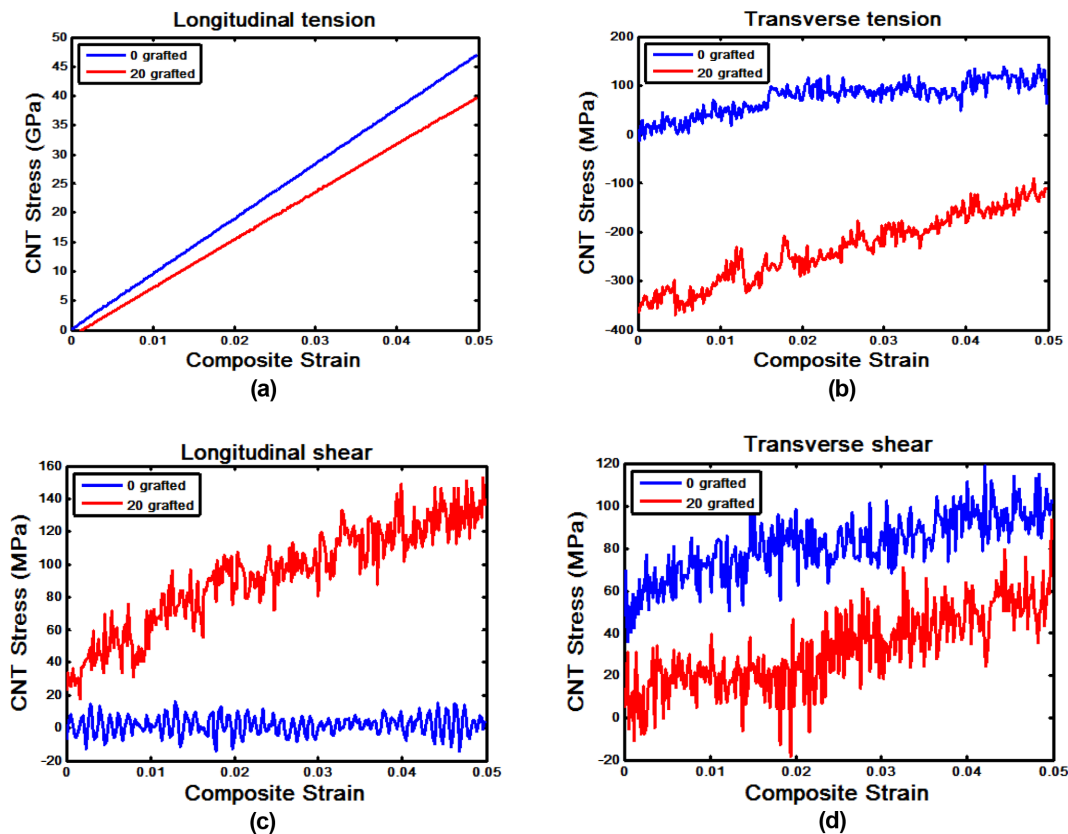 Longitudinal tension
50
45
40
35
30
25
20
15
10
5
0
CNT Stress (GPa)
0 grafted
20 grafted
0 0.01 0.02 0.03 0.04 0.05
Composite Strain
(a)
Transverse tension
200
100
0
-100
-200
-300
-400
CNT Stress (MPa)
0 grafted
20 grafted
0 0.01 0.02 0.03 0.04 0.05
Composite Strain
(b)
Longitudinal shear
160
140
120
100
80
60
40
20
0
-20
CNT Stress (MPa)
0 grafted
20 grafted
0 0.01 0.02 0.03 0.04 0.05
Composite Strain
(c)
Transverse shear
120
100
80
60
40
20
0
-20
CNT Stress (MPa)
0 grafted
20 grafted
0 0.01 0.02 0.03 0.04 0.05
Composite Strain
(d)